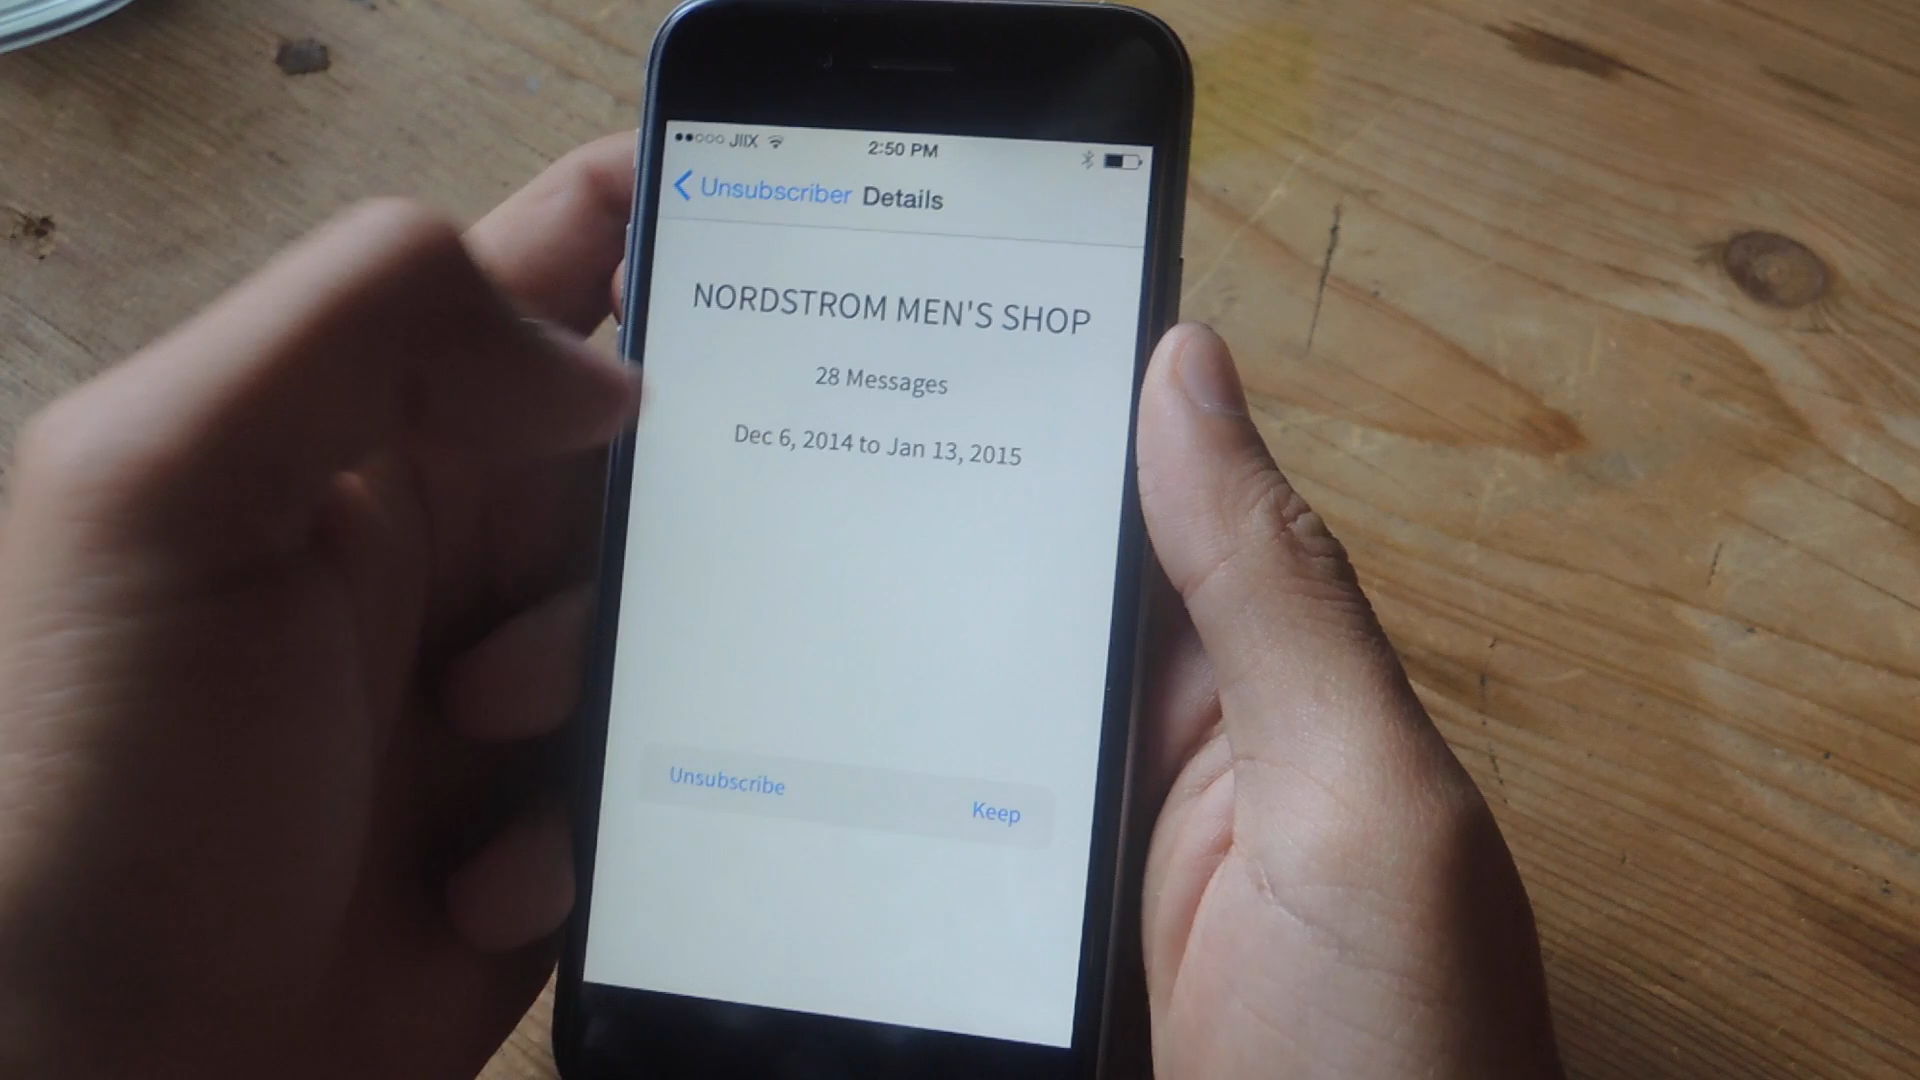 JIIX
2:50 PM
Unsubscriber Details
NORDSTROM MEN'S SHOP
28 Messages
Dec 6, 2014 to Jan 13, 2015
Unsubscribe
Keep